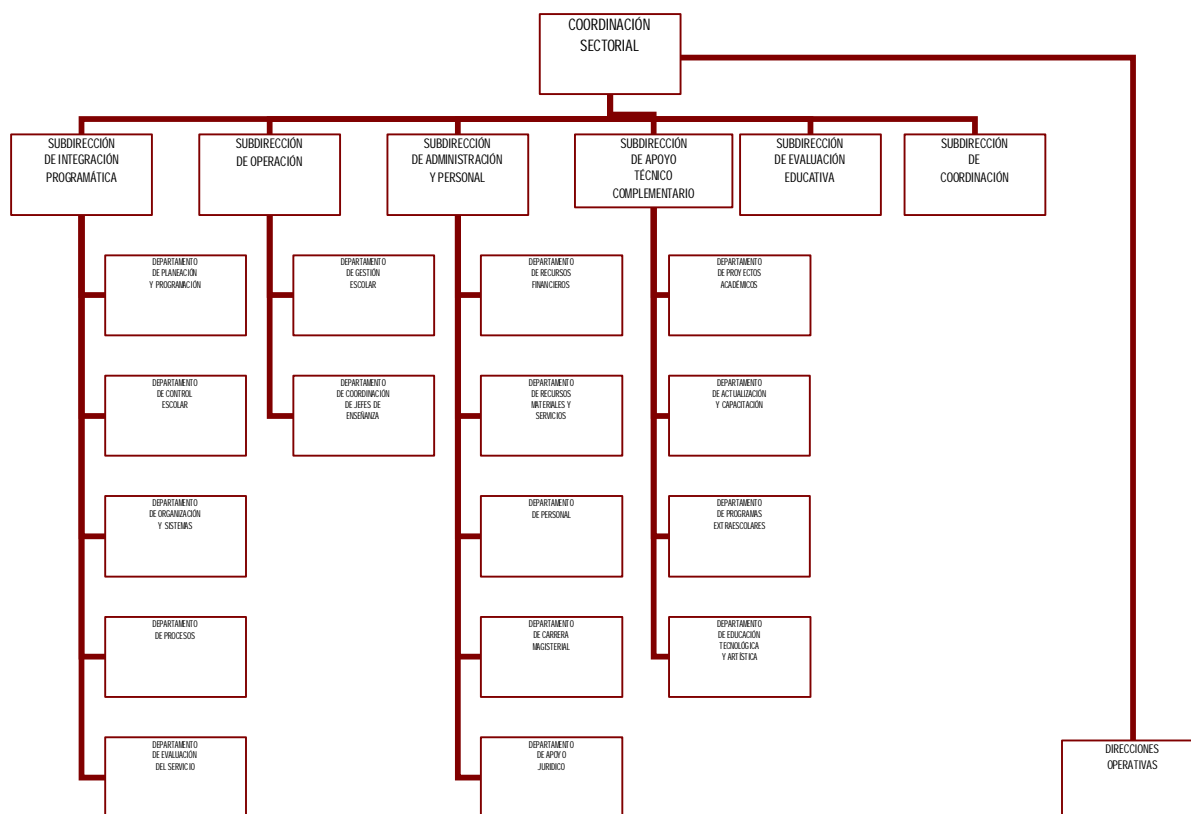 COORDINACIÓN
SECTORIAL
SUBDIRECCIÓN
DE INTEGRACIÓN
PROGRAMÁTICA
SUBDIRECCIÓN
DE OPERACIÓN
SUBDIRECCIÓN
DE ADMINISTRACIÓN
Y PERSONAL
SUBDIRECCIÓN
DE APOYO
TÉCNICO
COMPLEMENTARIO
SUBDIRECCIÓN
DE EVALUACIÓN
EDUCATIVA
SUBDIRECCIÓN
DE
COORDINACIÓN
DEPARTAMENTO
DE PLANEACIÓN
Y PROGRAMACIÓN
DEPARTAMENTO
DE GESTIÓN
ESCOLAR
DEPARTAMENTO
DE RECURSOS
FINANCIEROS
DEPARTAMENTO
DE PROYECTOS
ACADÉMICOS
DEPARTAMENTO
DE CONTROL
ESCOLAR
DEPARTAMENTO
DE COORDINACIÓN
DE JEFES DE
ENSEÑANZA
DEPARTAMENTO
DE RECURSOS
MATERIALES Y
SERVICIOS
DEPARTAMENTO
DE ACTUALIZACIÓN
Y CAPACITACIÓN
DEPARTAMENTO
DE ORGANIZACIÓN
Y SISTEMAS
DEPARTAMENTO
DE PERSONAL
DEPARTAMENTO
DE PROGRAMAS
EXTRAESCOLARES
DEPARTAMENTO
DE PROCESOS
DEPARTAMENTO
DE CARRERA
MAGISTERIAL
DEPARTAMENTO
DE EDUCACIÓN
TECNOLÓGICA
Y ARTÍSTICA
DEPARTAMENTO
DE EVALUACIÓN
DEL SERVICIO
DEPARTAMENTO
DE APOYO
JURIDICO
DIRECCIONES
OPERATIVAS